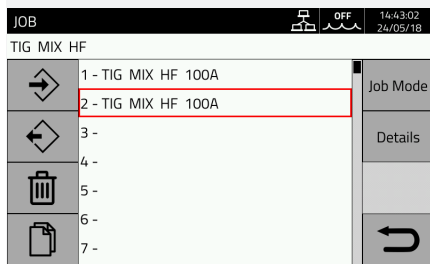 JOB
OFF
14:43:02
24/05/18
TIG MIX HF
1 - TIG MIX HF 100A
2 - TIG MIX HF 100A
3 -
4 -
5 -
6 -
7 -
Job Mode
Details